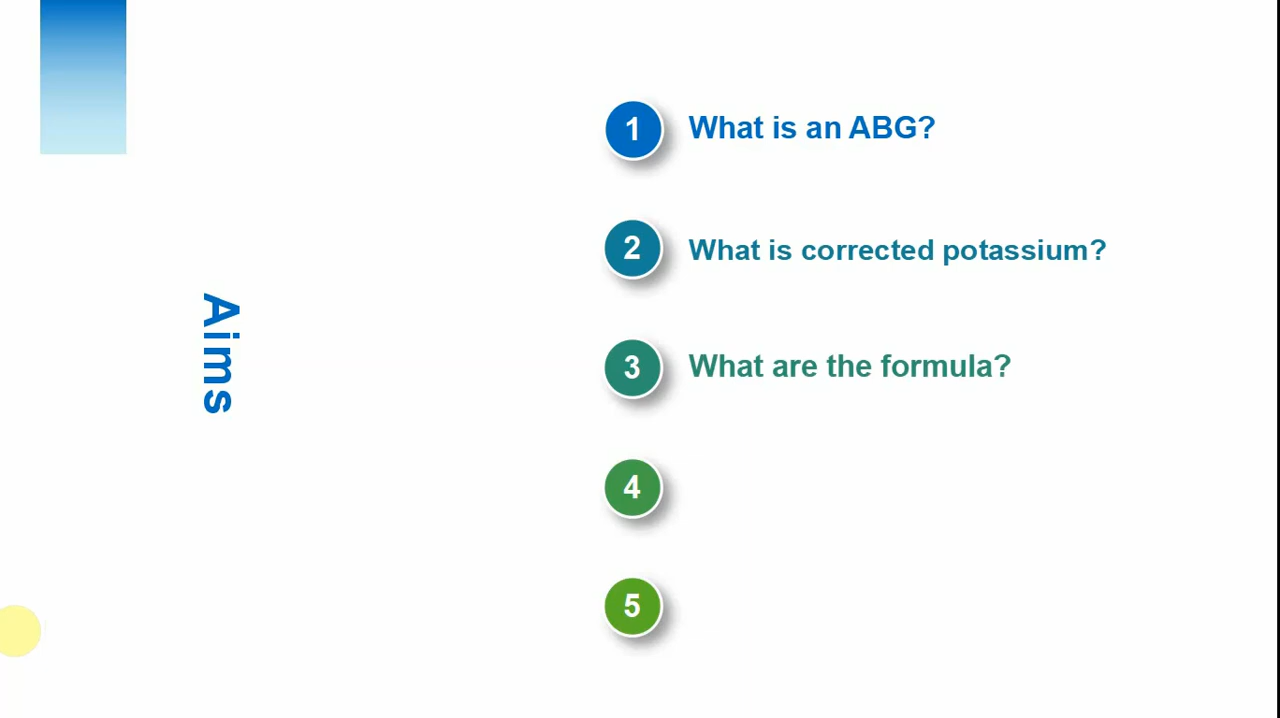 Aims
1 What is an ABG?
2 What is corrected potassium?
3 What are the formula?
4
5